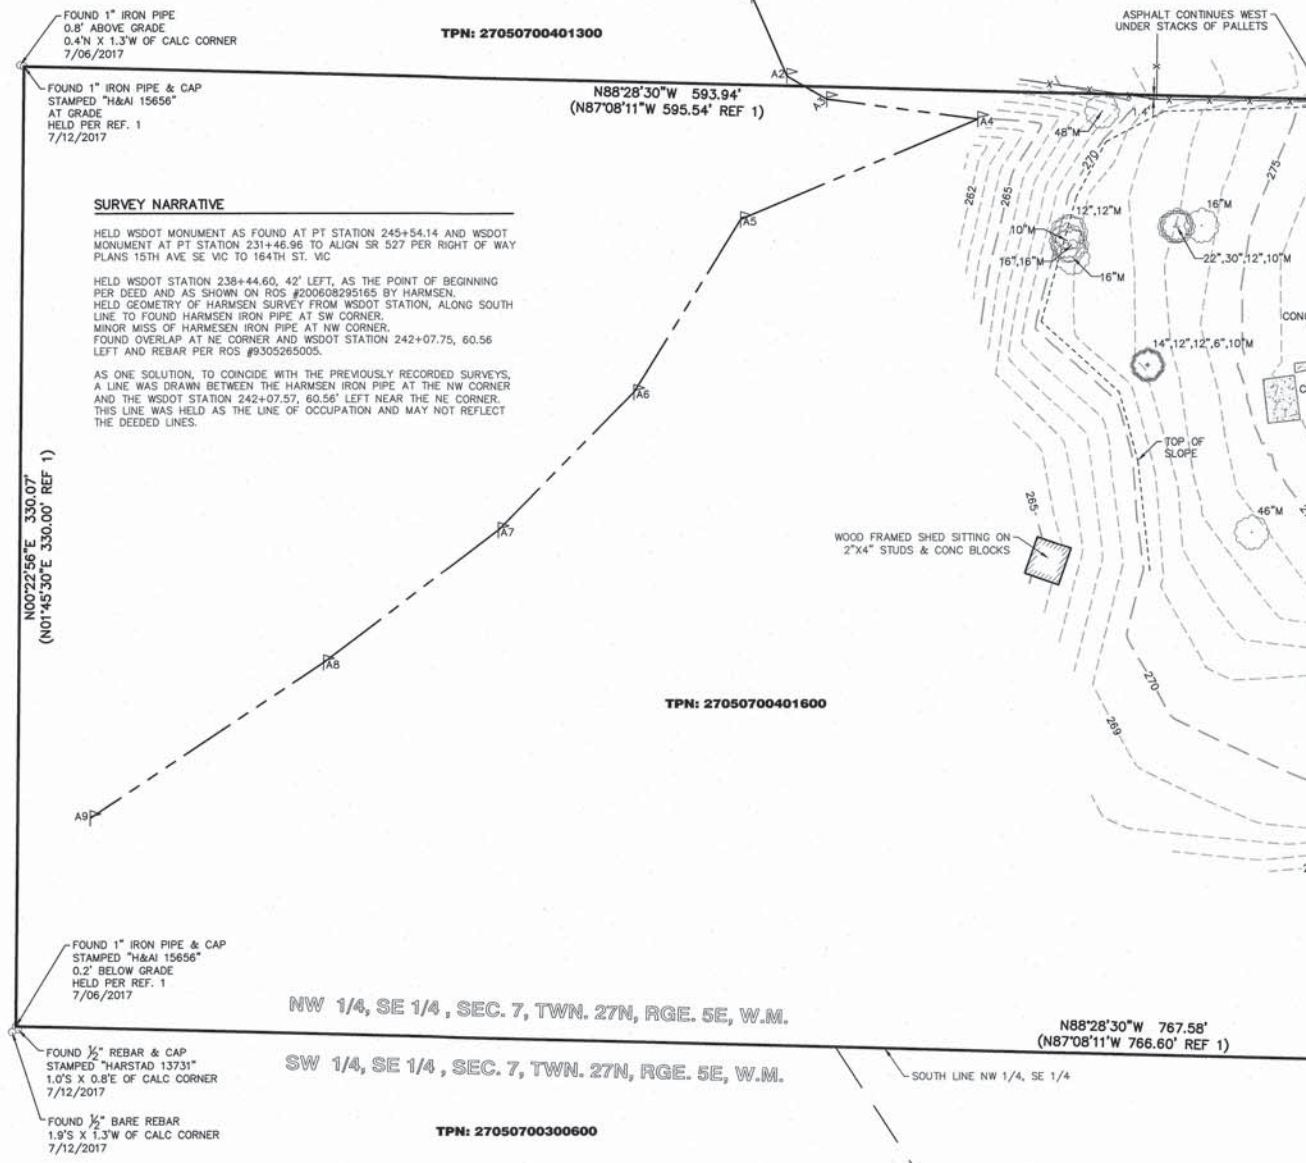 FOUND 1" IRON PIPE
0.8' ABOVE GRADE
0.4'N X 1.3'W OF CALC CORNER
7/06/2017
TPN: 27050700401300
ASPHALT CONTINUES WEST
UNDER STACKS OF PALLETS
FOUND 1" IRON PIPE & CAP
STAMPED "H&AI 15656"
AT GRADE
HELD PER REF. 1
7/12/2017
N88°28'30"W 593.94'
(N87°08'11"W 595.54' REF 1)
A2
A3
A4
1.4'
48"M
270
275
262
265
SURVEY NARRATIVE
HELD WSDOT MONUMENT AS FOUND AT PT STATION 245+54.14 AND WSDOT
MONUMENT AT PT STATION 231+46.96 TO ALIGN SR 527 PER RIGHT OF WAY
PLANS 15TH AVE SE VIC TO 164TH ST. VIC
HELD WSDOT STATION 238+44.60, 42' LEFT, AS THE POINT OF BEGINNING
PER DEED AND AS SHOWN ON ROS #200608295165 BY HARMSEN.
HELD GEOMETRY OF HARMSEN SURVEY FROM WSDOT STATION, ALONG SOUTH
LINE TO FOUND HARMSEN IRON PIPE AT SW CORNER.
MINOR MISS OF HARMESEN IRON PIPE AT NW CORNER.
FOUND OVERLAP AT NE CORNER AND WSDOT STATION 242+07.75, 60.56
LEFT AND REBAR PER ROS #9305265005.
AS ONE SOLUTION, TO COINCIDE WITH THE PREVIOUSLY RECORDED SURVEYS,
A LINE WAS DRAWN BETWEEN THE HARMSEN IRON PIPE AT THE NW CORNER
AND THE WSDOT STATION 242+07.57, 60.56' LEFT NEAR THE NE CORNER.
THIS LINE WAS HELD AS THE LINE OF OCCUPATION AND MAY NOT REFLECT
THE DEEDED LINES.
A5
12",12"M
10"M
16",16"M
16"M
16"M
22",30",12",10"M
CONC
14",12",12",6",10"M
C
A6
TOP OF
SLOPE
N00°22'56"E 330.07'
(N01°45'30"E 330.00' REF 1)
265
46"M
A7
WOOD FRAMED SHED SITTING ON
2"X4" STUDS & CONC BLOCKS
A8
TPN: 27050700401600
270
269
A9
FOUND 1" IRON PIPE & CAP
STAMPED "H&AI 15656"
0.2' BELOW GRADE
HELD PER REF. 1
7/06/2017
NW 1/4, SE 1/4 , SEC. 7, TWN. 27N, RGE. 5E, W.M.
N88°28'30"W 767.58'
(N87°08'11'W 766.60' REF 1)
FOUND ½" REBAR & CAP
STAMPED "HARSTAD 13731"
1.0'S X 0.8'E OF CALC CORNER
7/12/2017
SW 1/4, SE 1/4 , SEC. 7, TWN. 27N, RGE. 5E, W.M.
SOUTH LINE NW 1/4, SE 1/4
FOUND ½" BARE REBAR
1.9'S X 1.3'W OF CALC CORNER
7/12/2017
TPN: 27050700300600